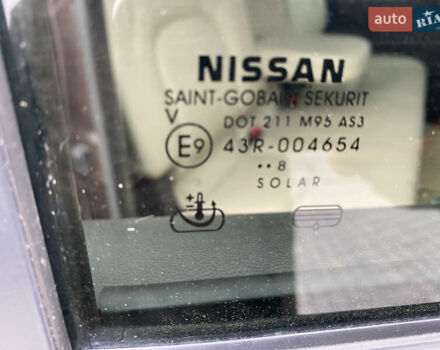 auto RIA
NISSAN
SAINT-GOBAIN SEKURIT
V DOT 211 M95 AS3
E9 43R-004654
••8
SOLAR